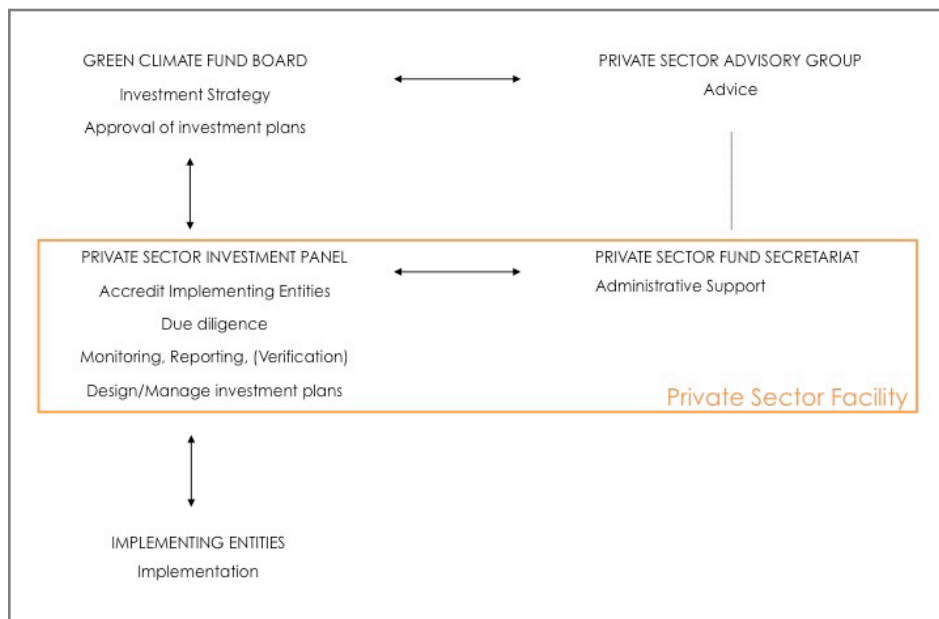 GREEN CLIMATE FUND BOARD
Investment Strategy
Approval of investment plans
PRIVATE SECTOR ADVISORY GROUP
Advice
PRIVATE SECTOR INVESTMENT PANEL
Accredit Implementing Entities
Due diligence
Monitoring, Reporting, (Verification)
Design/Manage investment plans
PRIVATE SECTOR FUND SECRETARIAT
Administrative Support
Private Sector Facility
IMPLEMENTING ENTITIES
Implementation